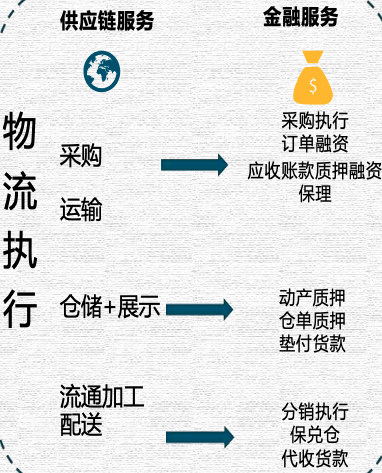 供应链服务
金融服务
$
物流执行
采购
运输
采购执行
订单融资
应收账款质押融资
保理
仓储+展示
动产质押
仓单质押
垫付货款
流通加工
配送
分销执行
保兑仓
代收货款